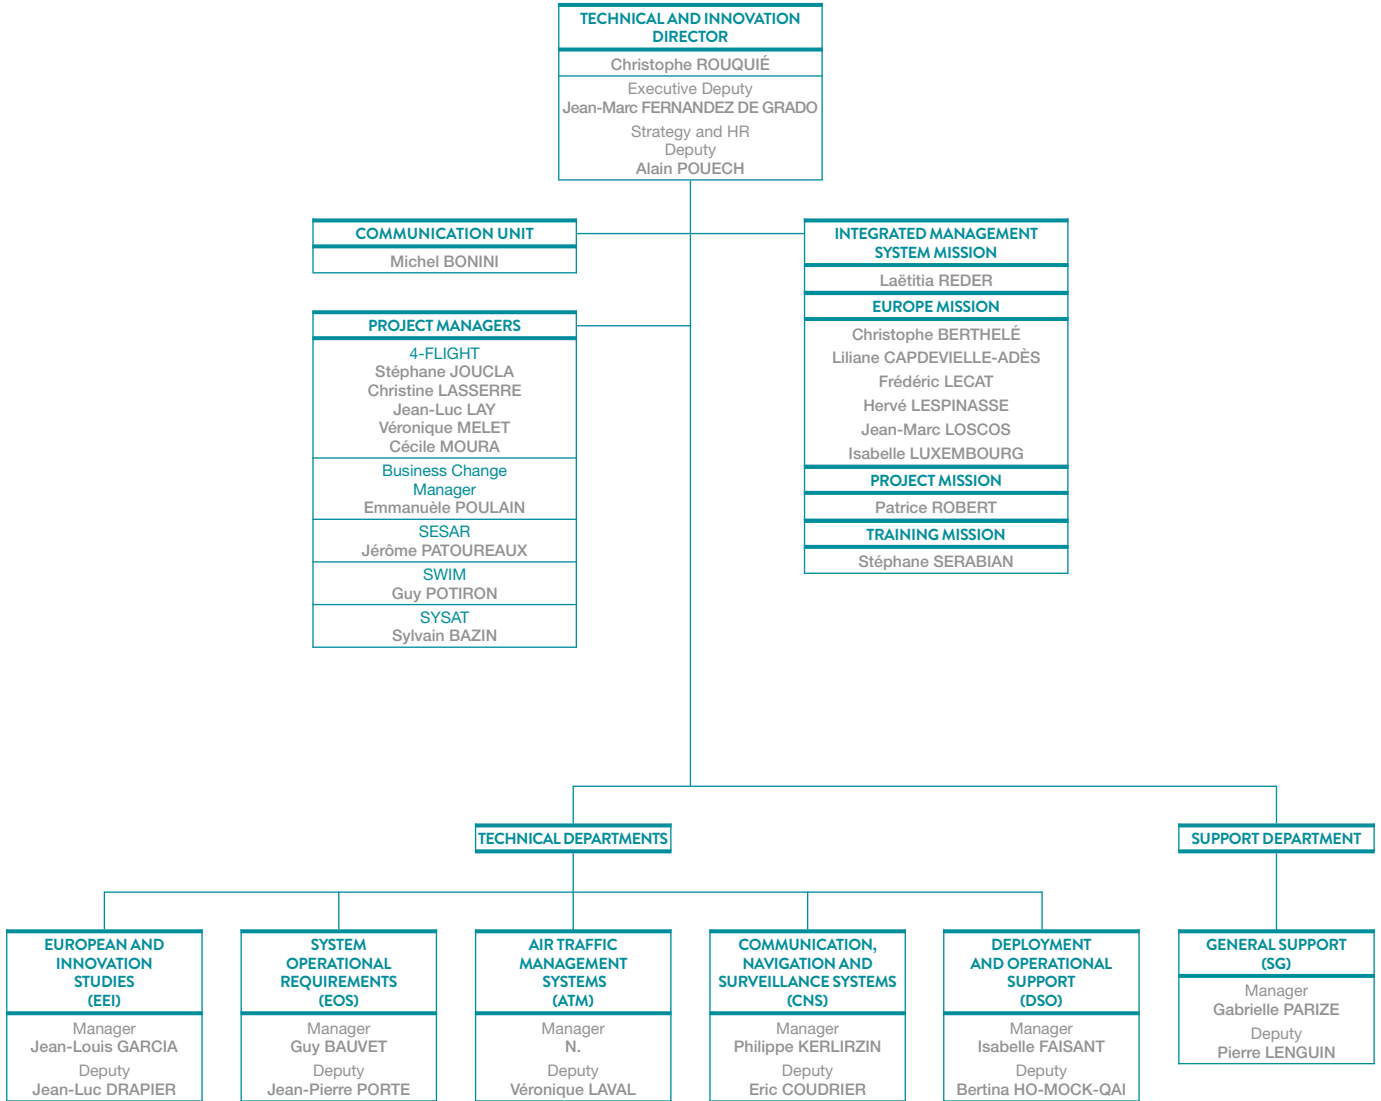 TECHNICAL AND INNOVATION
DIRECTOR
Christophe ROUQUIÉ
Executive Deputy
Jean-Marc FERNANDEZ DE GRADO
Strategy and HR
Deputy
Alain POUECH
COMMUNICATION UNIT
Michel BONINI
PROJECT MANAGERS
4-FLIGHT
Stéphane JOUCLA
Christine LASSERRE
Jean-Luc LAY
Véronique MELET
Cécile MOURA
Business Change
Manager
Emmanuèle POULAIN
SESAR
Jérôme PATOUREAUX
SWIM
Guy POTIRON
SYSAT
Sylvain BAZIN
INTEGRATED MANAGEMENT
SYSTEM MISSION
Laëtitia REDER
EUROPE MISSION
Christophe BERTHELÉ
Liliane CAPDEVIELLE-ADÈS
Frédéric LECAT
Hervé LESPINASSE
Jean-Marc LOSCOS
Isabelle LUXEMBOURG
PROJECT MISSION
Patrice ROBERT
TRAINING MISSION
Stéphane SERABIAN
TECHNICAL DEPARTMENTS
SUPPORT DEPARTMENT
EUROPEAN AND
INNOVATION
STUDIES
(EEI)
Manager
Jean-Louis GARCIA
Deputy
Jean-Luc DRAPIER
SYSTEM
OPERATIONAL
REQUIREMENTS
(EOS)
Manager
Guy BAUVET
Deputy
Jean-Pierre PORTE
AIR TRAFFIC
MANAGEMENT
SYSTEMS
(ATM)
Manager
N.
Deputy
Véronique LAVAL
COMMUNICATION,
NAVIGATION AND
SURVEILLANCE SYSTEMS
(CNS)
Manager
Philippe KERLIRZIN
Deputy
Eric COUDRIER
DEPLOYMENT
AND OPERATIONAL
SUPPORT
(DSO)
Manager
Isabelle FAISANT
Deputy
Bertina HO-MOCK-QAI
GENERAL SUPPORT
(SG)
Manager
Gabrielle PARIZE
Deputy
Pierre LENGUIN